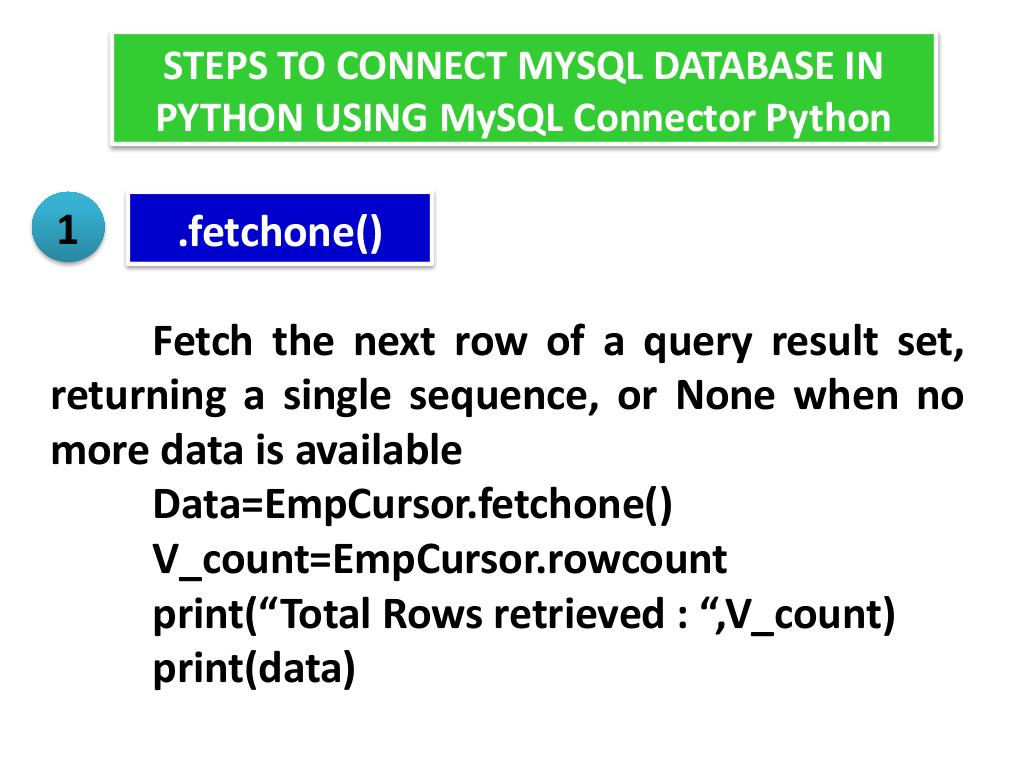 STEPS TO CONNECT MYSQL DATABASE IN
PYTHON USING MySQL Connector Python
1
.fetchone()
Fetch the next row of a query result set,
returning a single sequence, or None when no
more data is available
Data=EmpCursor.fetchone()
V_count=EmpCursor.rowcount
print(“Total Rows retrieved : “,V_count)
print(data)